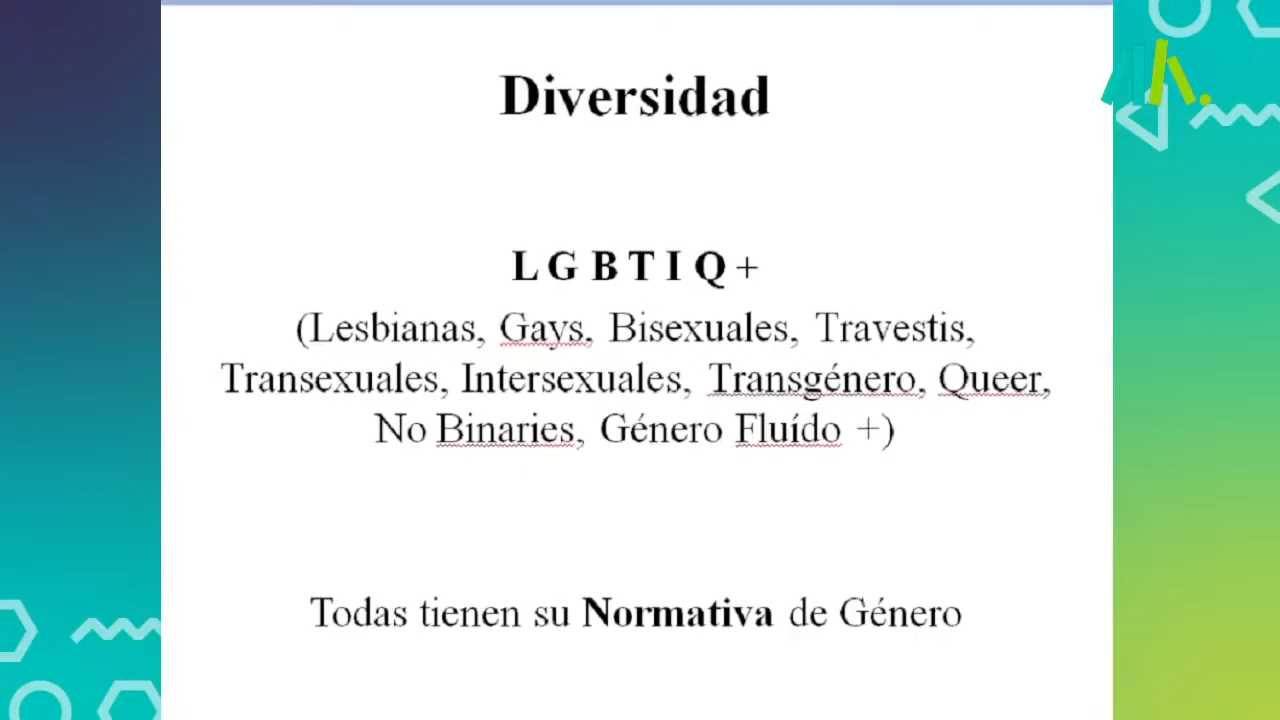 Diversidad
L G B T I Q +
(Lesbianas, Gays, Bisexuales, Travestis,
Transexuales, Intersexuales, Transgénero, Queer,
No Binaries, Género Fluído +)
Todas tienen su Normativa de Género